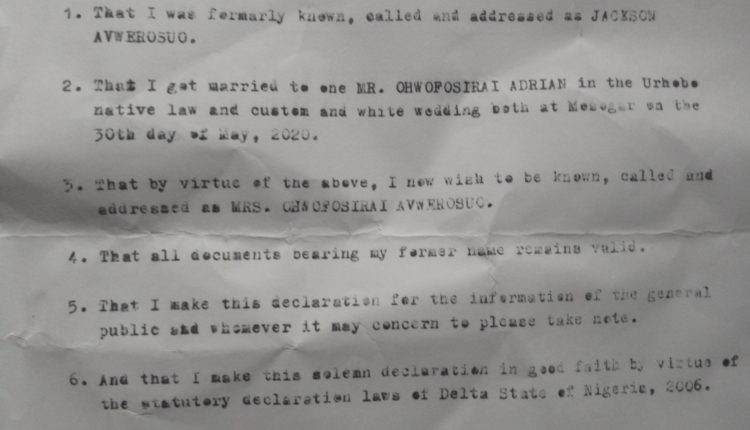 1. That I was formarly known, called and addressed as JACKSON
AVWEROSUO.
2. That I got married to one MR. OHWOFOSIRAI ADRIAN in the Urhobo
native law and custom and white wedding both at Mosogar on the
30th day of May, 2020.
3. That by virtue of the above, I now wish to be known, called and
addressed as MRS. OHWOFOSIRAI AVWEROSUO.
4. That all documents bearing my former name remains valid.
5. That I make this declaration for the information of the general
public and whomever it may concern to please take note.
6. And that I make this solemn declaration in good faith by virtue of
the statutory declaration laws of Delta State of Nigeria, 2006.